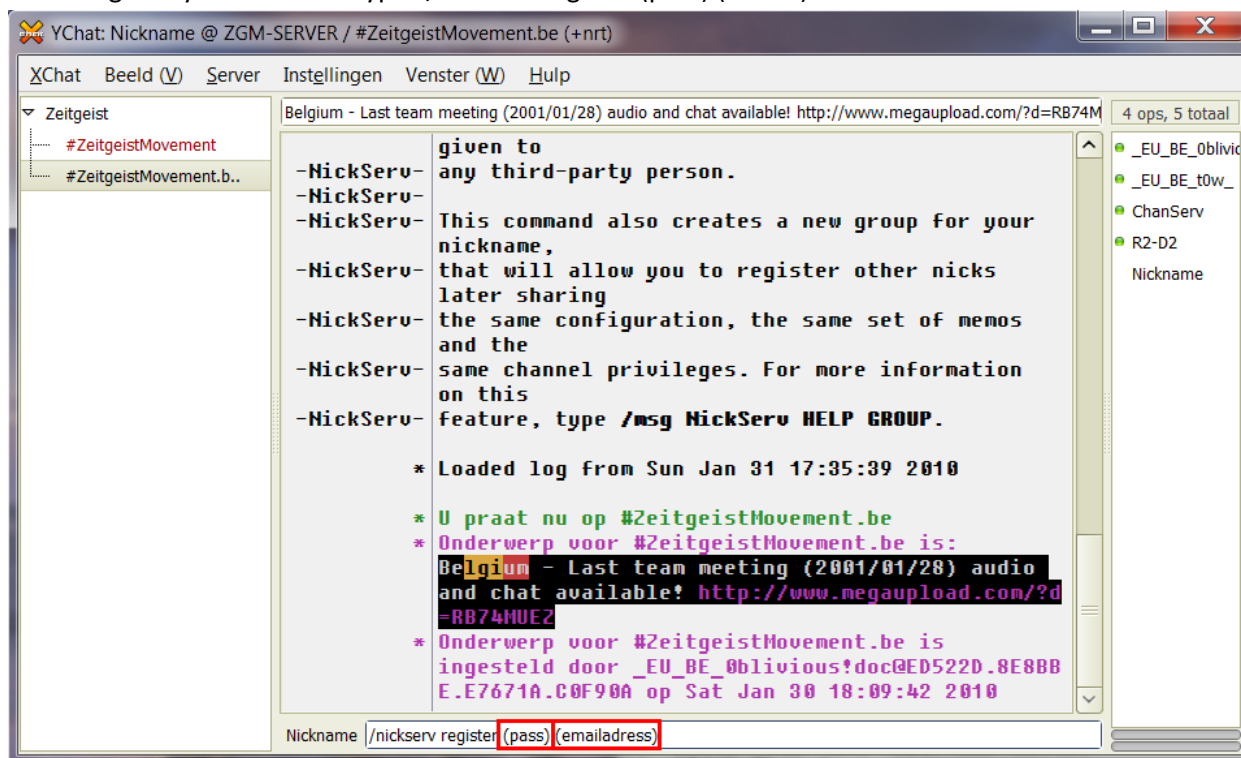 YChat: Nickname @ ZGM-SERVER / #ZeitgeistMovement.be (+nrt)
XChat Beeld (V) Server Instellingen Venster (W) Hulp
Zeitgeist
#ZeitgeistMovement
#ZeitgeistMovement.b..
Belgium - Last team meeting (2001/01/28) audio and chat available! http://www.megaupload.com/?d=RB74M
4 ops, 5 totaal
given to
-NickServ- any third-party person.
-NickServ-
-NickServ- This command also creates a new group for your
nickname,
-NickServ- that will allow you to register other nicks
later sharing
-NickServ- the same configuration, the same set of memos
and the
-NickServ- same channel privileges. For more information
on this
-NickServ- feature, type /msg NickServ HELP GROUP.
* Loaded log from Sun Jan 31 17:35:39 2010
* U praat nu op #ZeitgeistMovement.be
* Onderwerp voor #ZeitgeistMovement.be is:
Belgium - Last team meeting (2001/01/28) audio
and chat available! http://www.megaupload.com/?d
=RB74MUEZ
* Onderwerp voor #ZeitgeistMovement.be is
ingesteld door _EU_BE_0blivious!doc@ED522D.8E8BB
E.E7671A.C0F90A op Sat Jan 30 18:09:42 2010
_EU_BE_0blivic
_EU_BE_t0w_
ChanServ
R2-D2
Nickname
Nickname /nickserv register (pass) (emailadress)